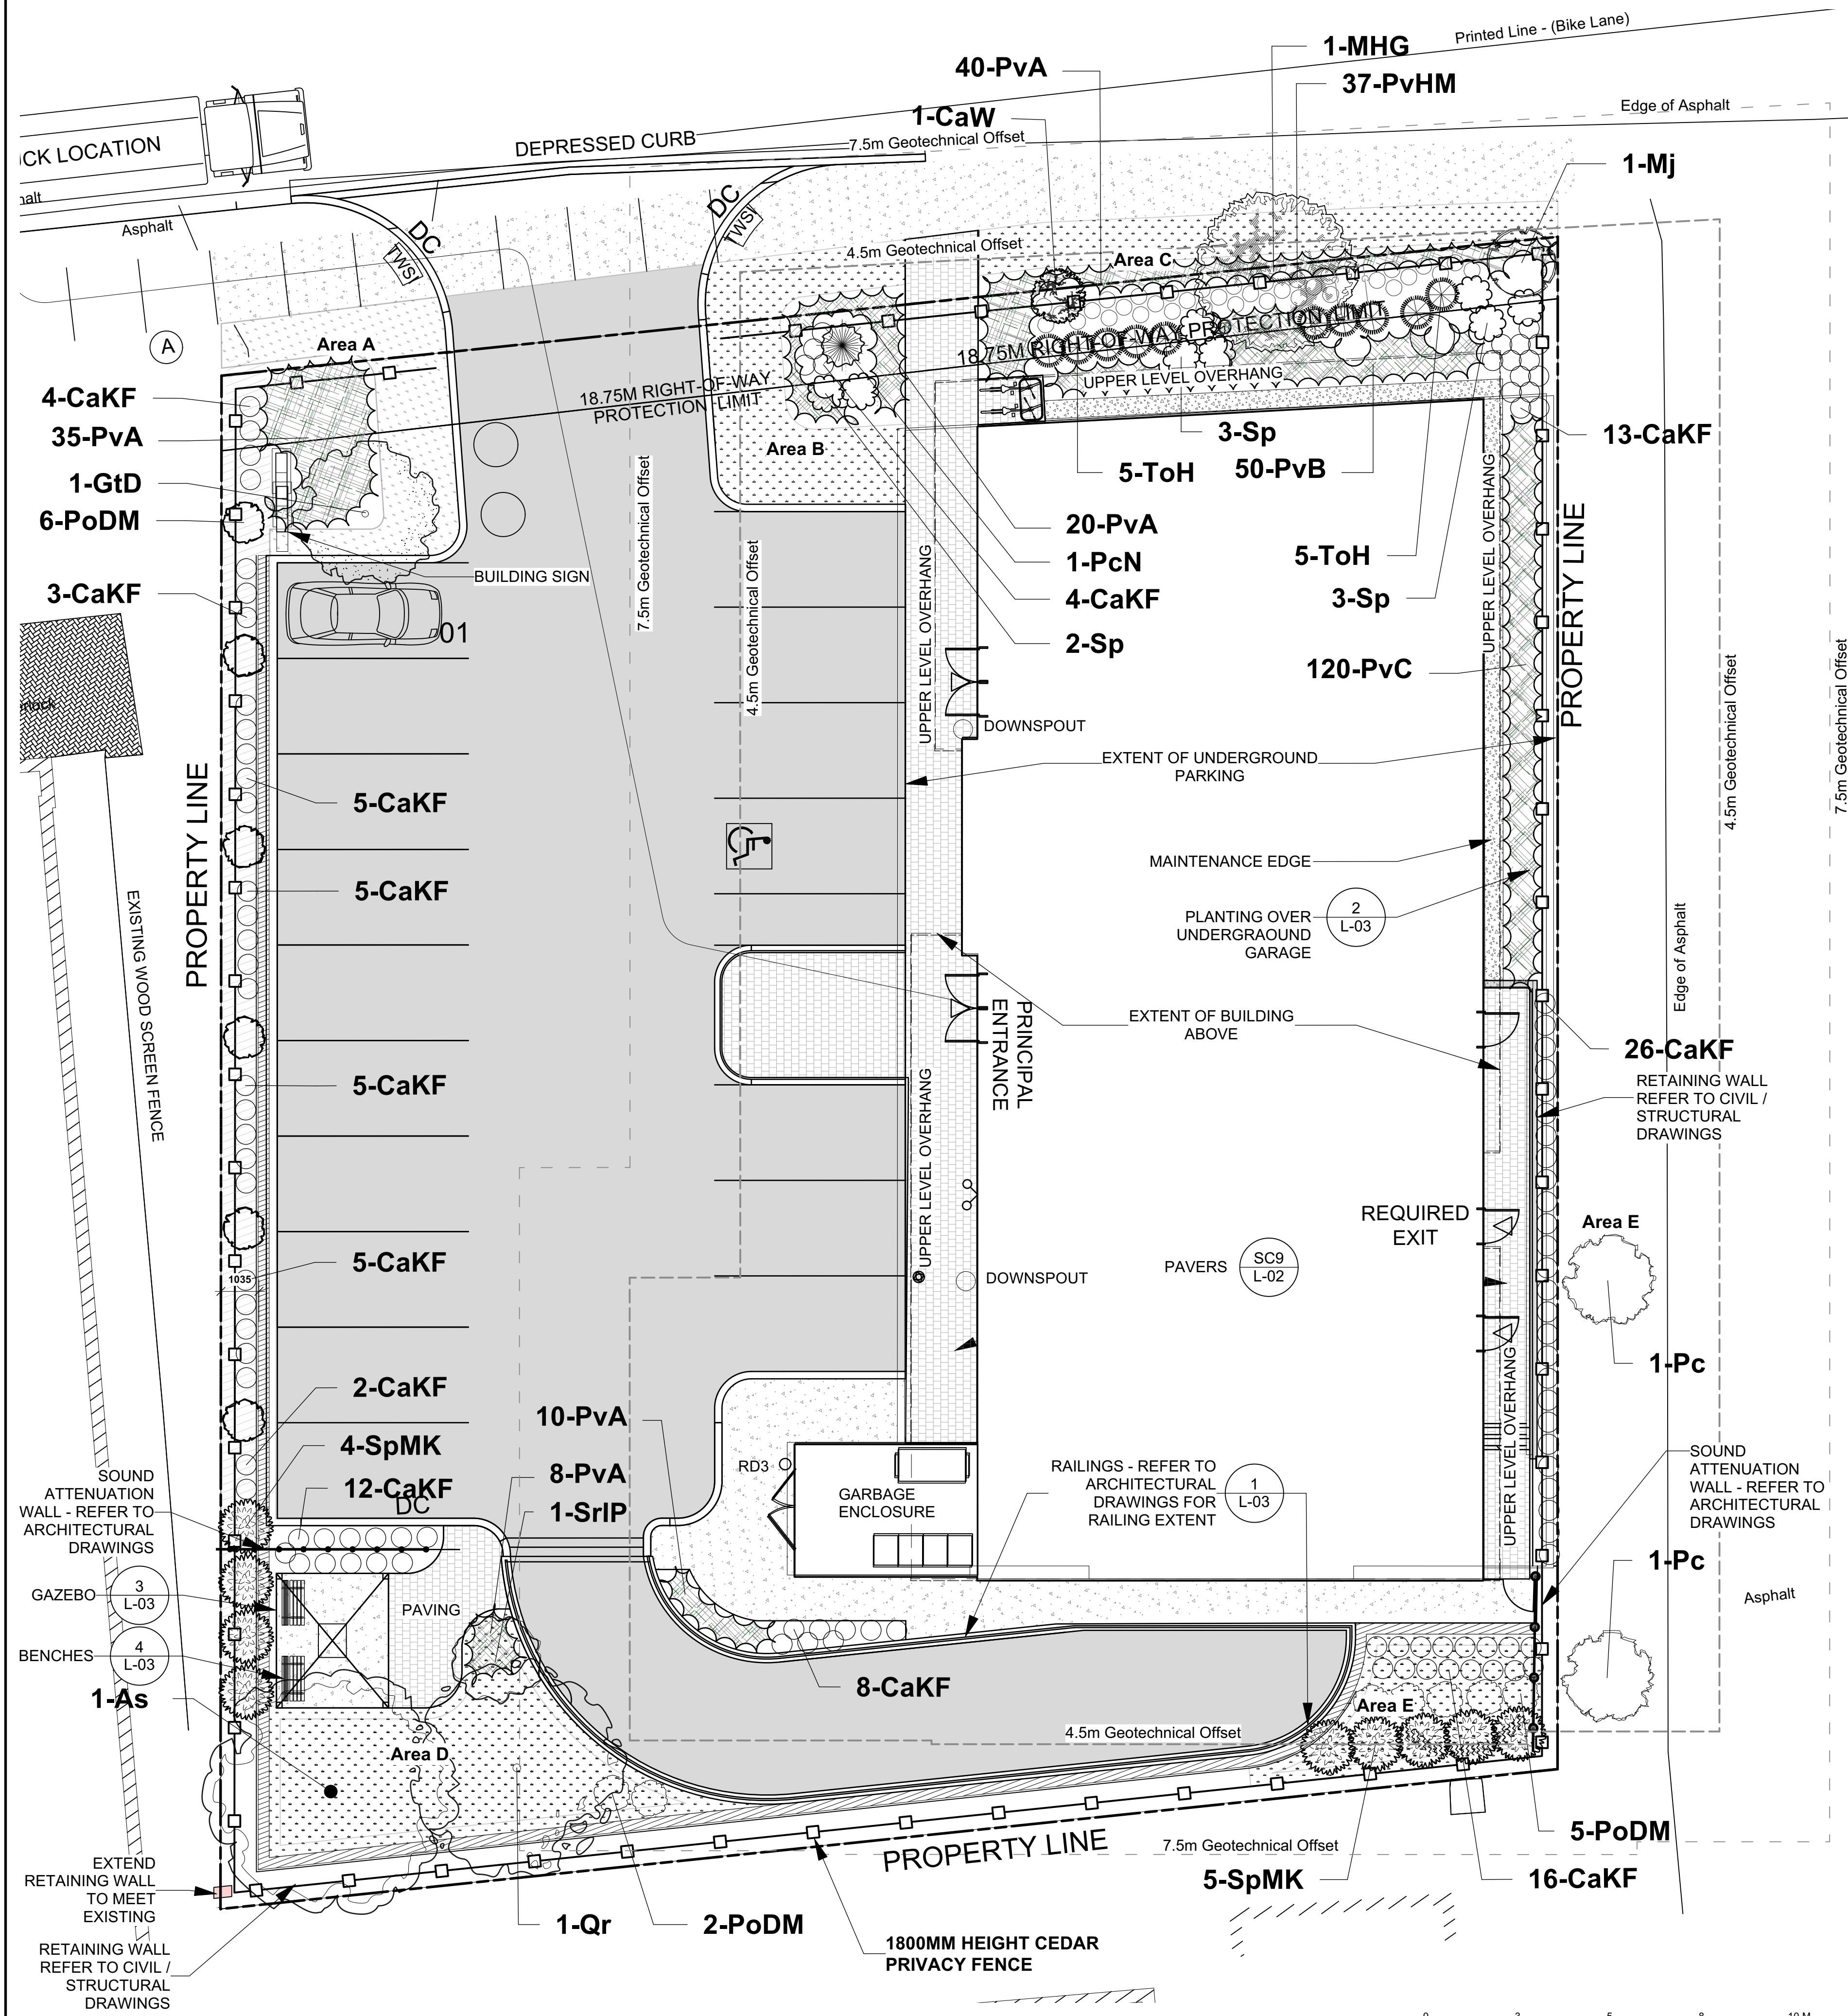 Printed Line - (Bike Lane)
1-MHG
40-PvA
37-PvHM
1-CaW
Edge of Asphalt
DEPRESSED CURB
7.5m Geotechnical Offset
CK LOCATION
1-Mj
halt
Asphalt
DC
TWSI
DC
TWSI
4.5m Geotechnical Offset
Area C
A
Area A
18.75M RIGHT-OF-WAY PROTECTION LIMIT
UPPER LEVEL OVERHANG
18.75M RIGHT-OF-WAY
PROTECTION LIMIT
4-CaKF
35-PvA
Area B
3-Sp
13-CaKF
1-GtD
5-ToH
50-PvB
6-PoDM
20-PvA
1-PcN
5-ToH
BUILDING SIGN
3-CaKF
4-CaKF
3-Sp
01
2-Sp
7.5m Geotechnical Offset
4.5m Geotechnical Offset
UPPER LEVEL OVERHANG
UPPER LEVEL OVERHANG
PROPERTY LINE
4.5m Geotechnical Offset
7.5m Geotechnical Offset
120-PvC
DOWNSPOUT
EXTENT OF UNDERGROUND
PARKING
PROPERTY LINE
5-CaKF
MAINTENANCE EDGE
5-CaKF
2
L-03
PLANTING OVER
UNDERGRAOUND
GARAGE
EXISTING WOOD SCREEN FENCE
Edge of Asphalt
PRINCIPAL
ENTRANCE
EXTENT OF BUILDING
ABOVE
26-CaKF
5-CaKF
RETAINING WALL
REFER TO CIVIL /
STRUCTURAL
DRAWINGS
UPPER LEVEL OVERHANG
REQUIRED
EXIT
Area E
5-CaKF
1035
PAVERS
SC9
L-02
DOWNSPOUT
1-Pc
2-CaKF
10-PvA
4-SpMK
UPPER LEVEL OVERHANG
SOUND
ATTENUATION
WALL - REFER TO
ARCHITECTURAL
DRAWINGS
RD3
8-PvA
12-CaKF
DC
1-SrIP
GARBAGE
ENCLOSURE
RAILINGS - REFER TO
ARCHITECTURAL
DRAWINGS FOR
RAILING EXTENT
1
L-03
SOUND
ATTENUATION
WALL - REFER TO
ARCHITECTURAL
DRAWINGS
1-Pc
Asphalt
GAZEBO
3
L-03
PAVING
BENCHES
4
L-03
1-As
8-CaKF
Area E
4.5m Geotechnical Offset
Area D
5-PoDM
PROPERTY LINE
7.5m Geotechnical Offset
5-SpMK
16-CaKF
EXTEND
RETAINING WALL
TO MEET
EXISTING
1-Qr
2-PoDM
1800MM HEIGHT CEDAR
PRIVACY FENCE
RETAINING WALL
REFER TO CIVIL /
STRUCTURAL
DRAWINGS